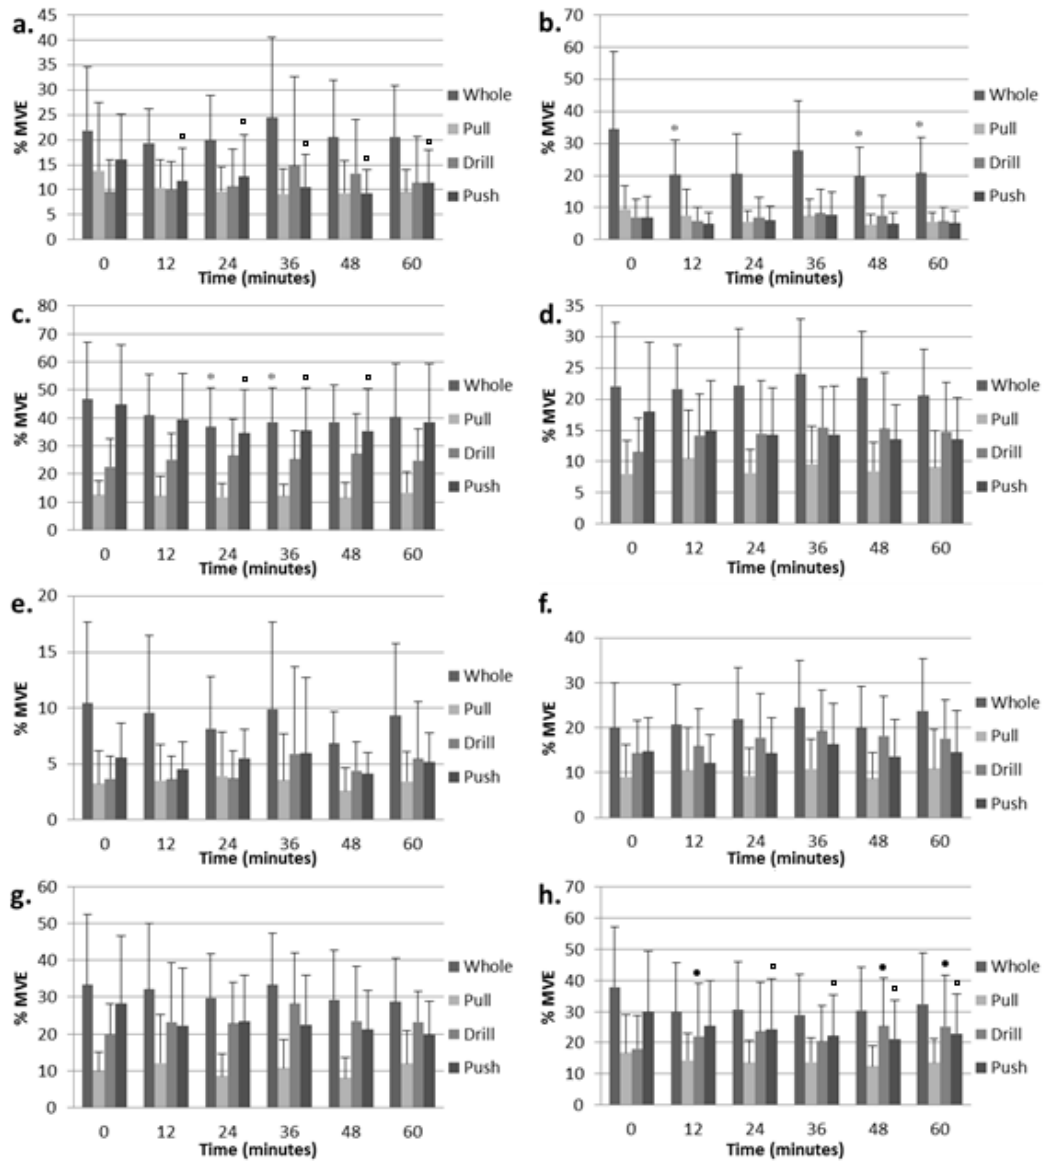 a.
% MVE
45
40
35
30
25
20
15
10
5
0
0 12 24 36 48 60
Time (minutes)
Whole
Pull
Drill
Push
b.
% MVE
70
60
50
40
30
20
10
0
0 12 24 36 48 60
Time (minutes)
Whole
Pull
Drill
Push
c.
% MVE
80
70
60
50
40
30
20
10
0
0 12 24 36 48 60
Time (minutes)
Whole
Pull
Drill
Push
d.
% MVE
35
30
25
20
15
10
5
0
0 12 24 36 48 60
Time (minutes)
Whole
Pull
Drill
Push
e.
% MVE
20
15
10
5
0
0 12 24 36 48 60
Time (minutes)
Whole
Pull
Drill
Push
f.
% MVE
40
30
20
10
0
0 12 24 36 48 60
Time (minutes)
Whole
Pull
Drill
Push
g.
% MVE
60
50
40
30
20
10
0
0 12 24 36 48 60
Time (minutes)
Whole
Pull
Drill
Push
h.
% MVE
70
60
50
40
30
20
10
0
0 12 24 36 48 60
Time (minutes)
Whole
Pull
Drill
Push